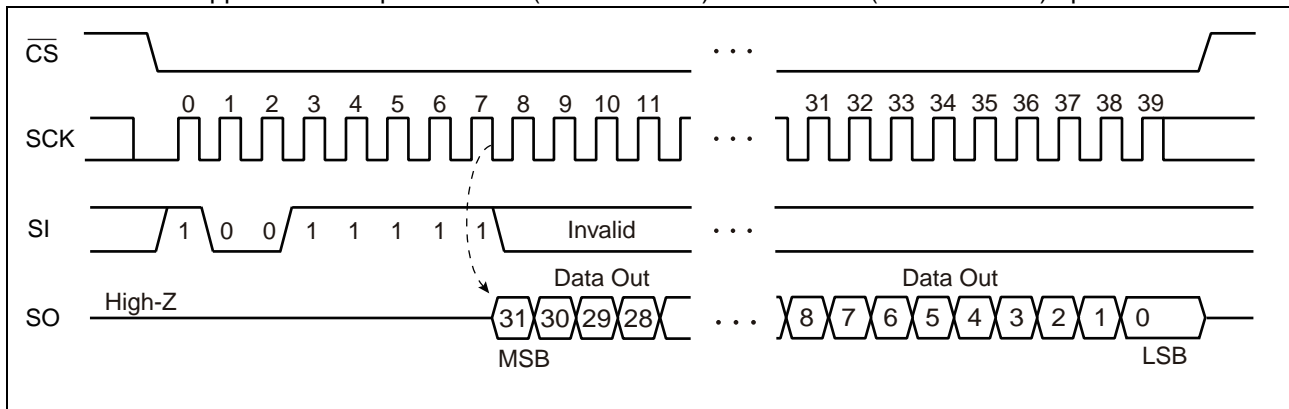 CS
. . .
0 1 2 3 4 5 6 7 8 9 10 11 31 32 33 34 35 36 37 38 39
SCK . . .
SI 1 0 0 1 1 1 1 1 Invalid . . .
Data Out Data Out
High-Z
SO 31 30 29 28 . . . 8 7 6 5 4 3 2 1 0
MSB LSB